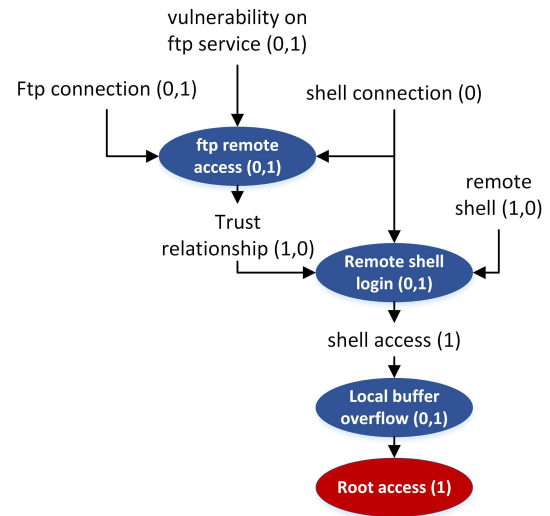 vulnerability on
ftp service (0,1)
Ftp connection (0,1)
shell connection (0)
ftp remote
access (0,1)
remote
shell (1,0)
Trust
relationship (1,0)
Remote shell
login (0,1)
shell access (1)
Local buffer
overflow (0,1)
Root access (1)